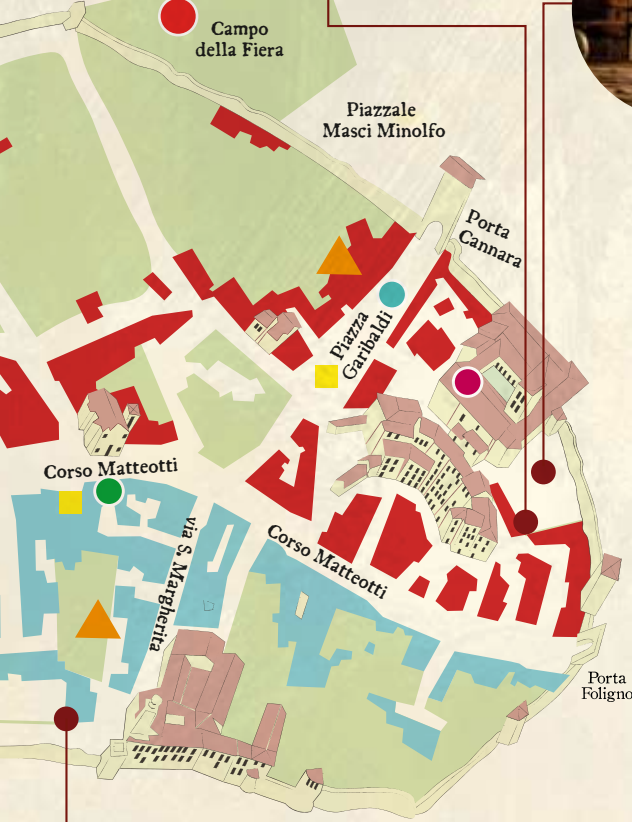 Campo
della Fiera
Piazzale
Masci Minolfo
Porta
Cannara
Piazza
Garibaldi
Corso Matteotti
via S. Margherita
Corso Matteotti
Porta
Foligno